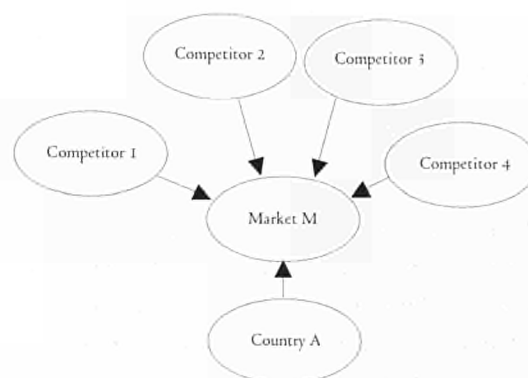 Competitor 2
Competitor 3
Competitor 1
Competitor 4
Market M
Country A